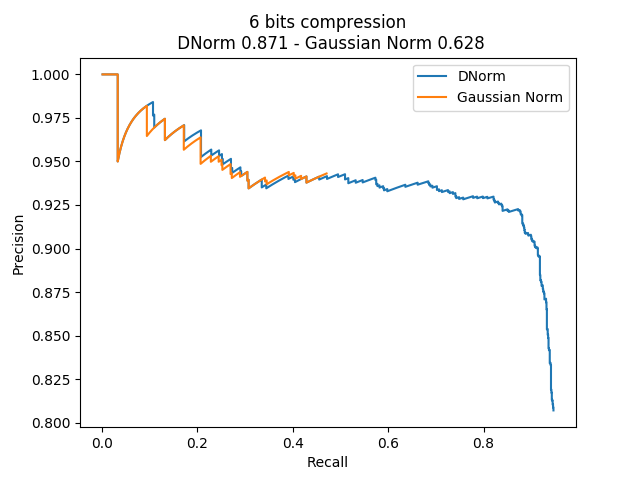 6 bits compression
DNorm 0.871 - Gaussian Norm 0.628
DNorm
Gaussian Norm
1.000
0.975
0.950
0.925
0.900
0.875
0.850
0.825
0.800
Precision
0.0 0.2 0.4 0.6 0.8
Recall